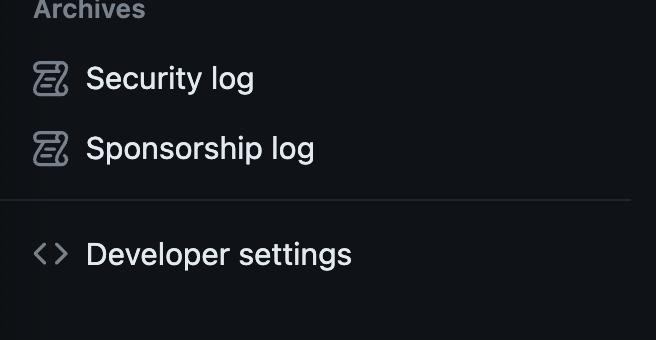 Archives
Security log
Sponsorship log
Developer settings